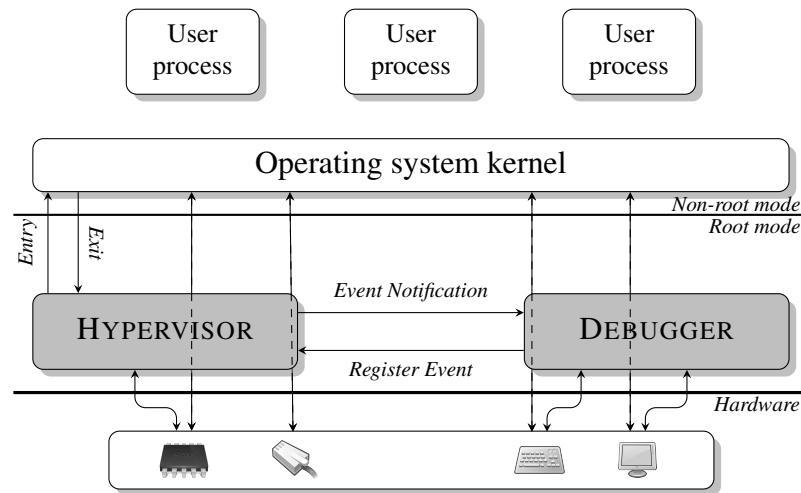 User
process
User
process
User
process
Operating system kernel
Non-root mode
Root mode
Entry
Exit
Event Notification
HYPERVISOR
DEBUGGER
Register Event
Hardware